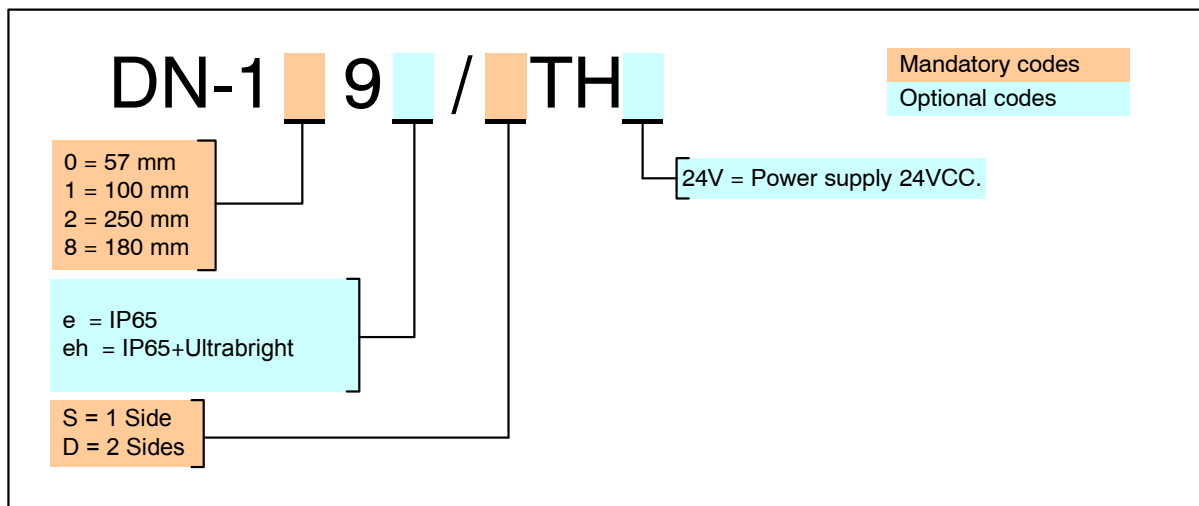 DN-1 9 / TH
Mandatory codes
Optional codes
0 = 57 mm
1 = 100 mm
2 = 250 mm
8 = 180 mm
24V = Power supply 24VCC.
e = IP65
eh = IP65+Ultrabright
S = 1 Side
D = 2 Sides